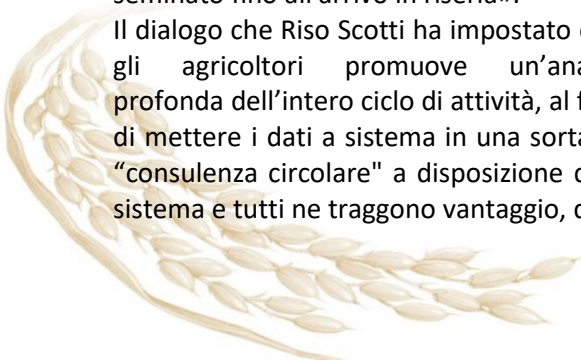 seminato fino all'arrivo in riseria».
Il dialogo che Riso Scotti ha impostato
gli agricoltori promuove un'ana
profonda dell'intero ciclo di attività, al
di mettere i dati a sistema in una sorta
“consulenza circolare" a disposizione
sistema e tutti ne traggono vantaggio,